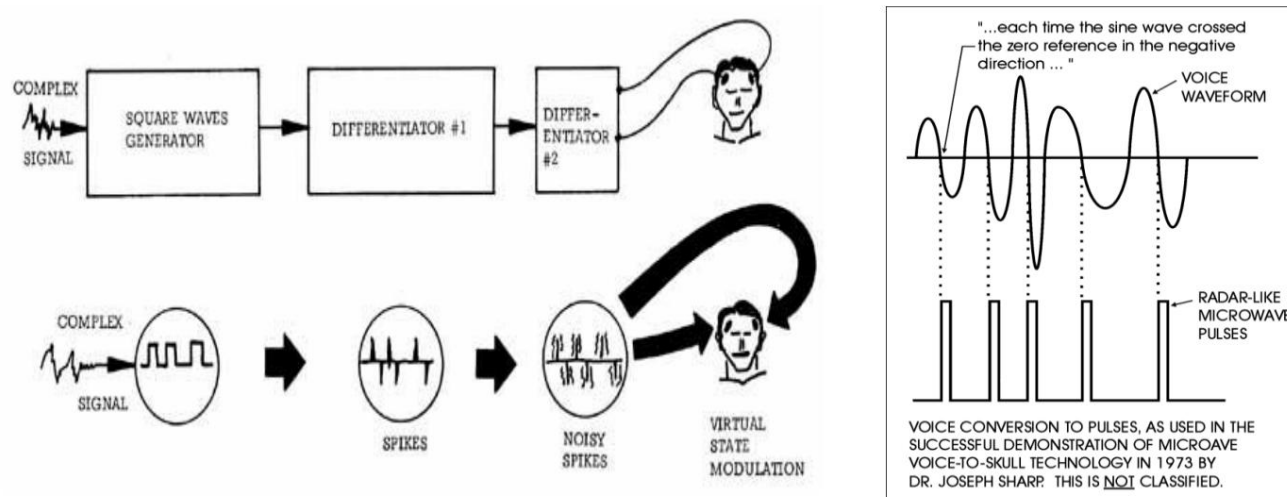 COMPLEX
SIGNAL
SQUARE WAVES
GENERATOR
DIFFERENTIATOR #1
DIFFER-
ENTIATOR
#2
COMPLEX
SIGNAL
SPIKES
NOISY
SPIKES
VIRTUAL
STATE
MODULATION
"...each time the sine wave crossed
the zero reference in the negative
direction ... "
VOICE
WAVEFORM
RADAR-LIKE
MICROWAVE
PULSES
VOICE CONVERSION TO PULSES, AS USED IN THE
SUCCESSFUL DEMONSTRATION OF MICROAVE
VOICE-TO-SKULL TECHNOLOGY IN 1973 BY
DR. JOSEPH SHARP. THIS IS NOT CLASSIFIED.